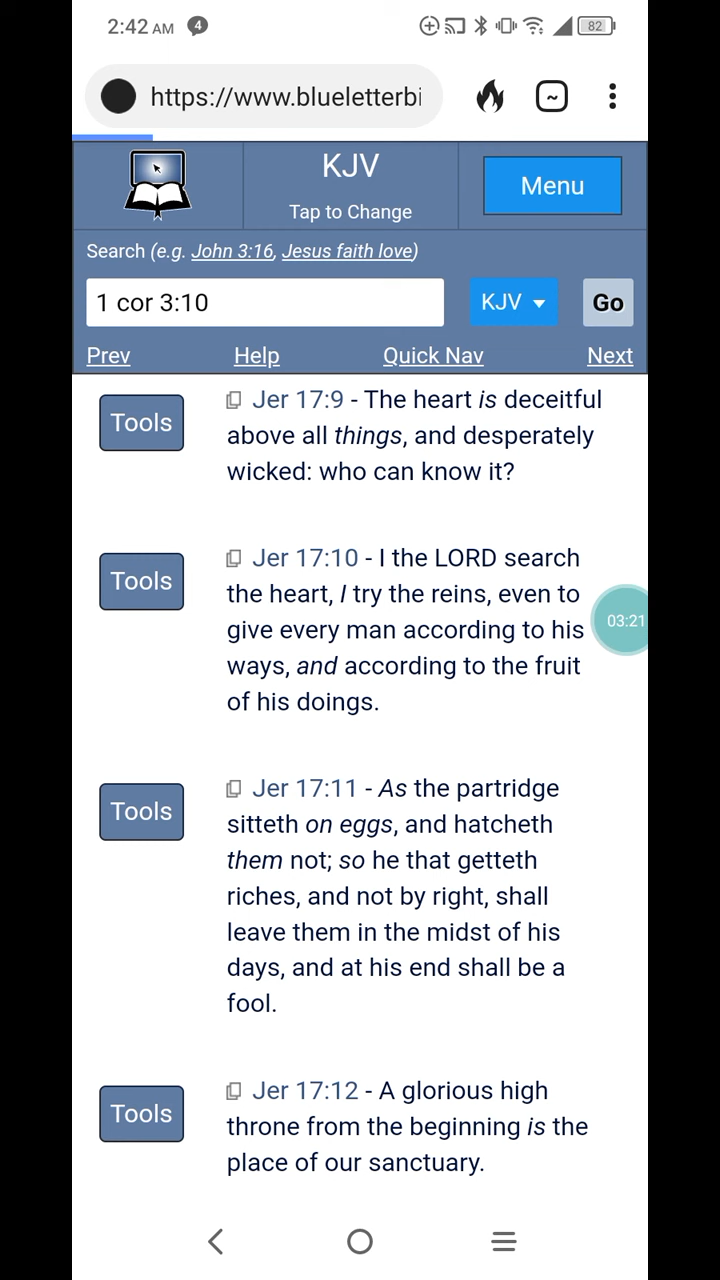 2:42 AM 4 82
https://www.blueletterbi
KJV
Tap to Change
Menu
Search (e.g. John 3:16, Jesus faith love)
1 cor 3:10
KJV
Go
Prev Help Quick Nav Next
Tools
Jer 17:9 - The heart is deceitful
above all things, and desperately
wicked: who can know it?
Tools
Jer 17:10 - I the LORD search
the heart, I try the reins, even to
give every man according to his
ways, and according to the fruit
of his doings.
03:21
Tools
Jer 17:11 - As the partridge
sitteth on eggs, and hatcheth
them not; so he that getteth
riches, and not by right, shall
leave them in the midst of his
days, and at his end shall be a
fool.
Tools
Jer 17:12 - A glorious high
throne from the beginning is the
place of our sanctuary.